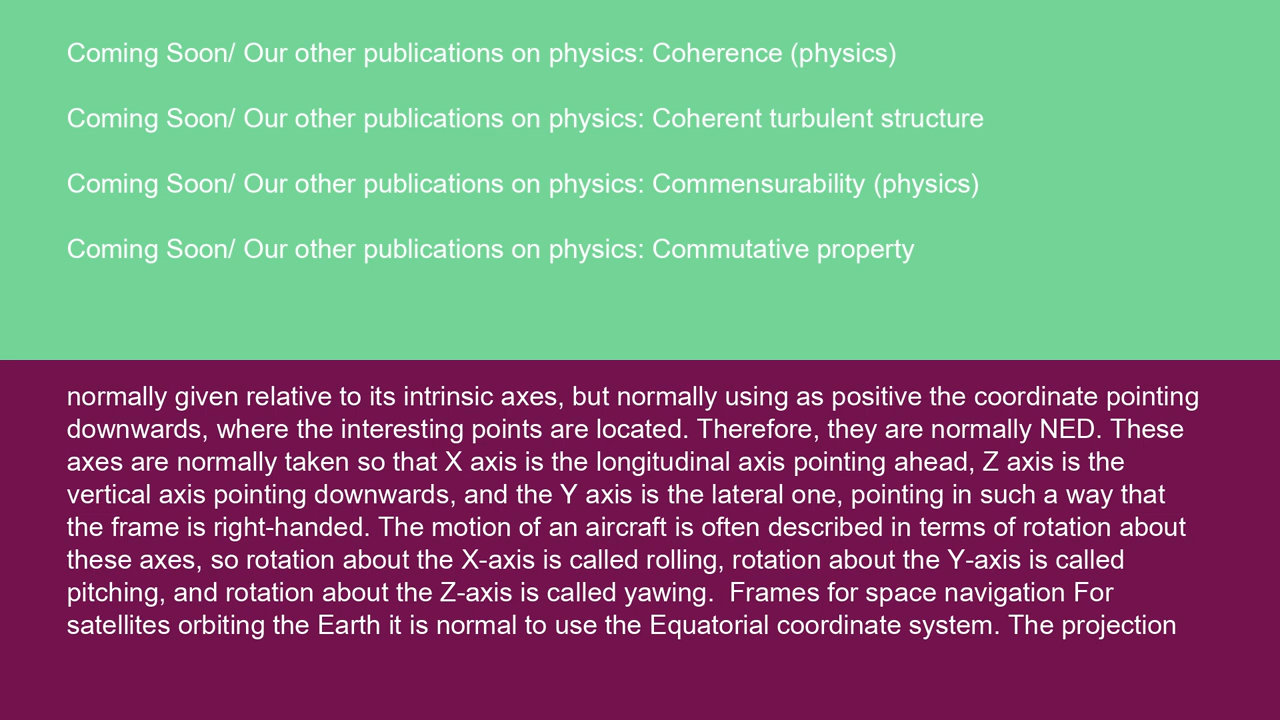 Coming Soon/ Our other publications on physics: Coherence (physics)
Coming Soon/ Our other publications on physics: Coherent turbulent structure
Coming Soon/ Our other publications on physics: Commensurability (physics)
Coming Soon/ Our other publications on physics: Commutative property
normally given relative to its intrinsic axes, but normally using as positive the coordinate pointing
downwards, where the interesting points are located. Therefore, they are normally NED. These
axes are normally taken so that X axis is the longitudinal axis pointing ahead, Z axis is the
vertical axis pointing downwards, and the Y axis is the lateral one, pointing in such a way that
the frame is right-handed. The motion of an aircraft is often described in terms of rotation about
these axes, so rotation about the X-axis is called rolling, rotation about the Y-axis is called
pitching, and rotation about the Z-axis is called yawing.  Frames for space navigation For
satellites orbiting the Earth it is normal to use the Equatorial coordinate system. The projection